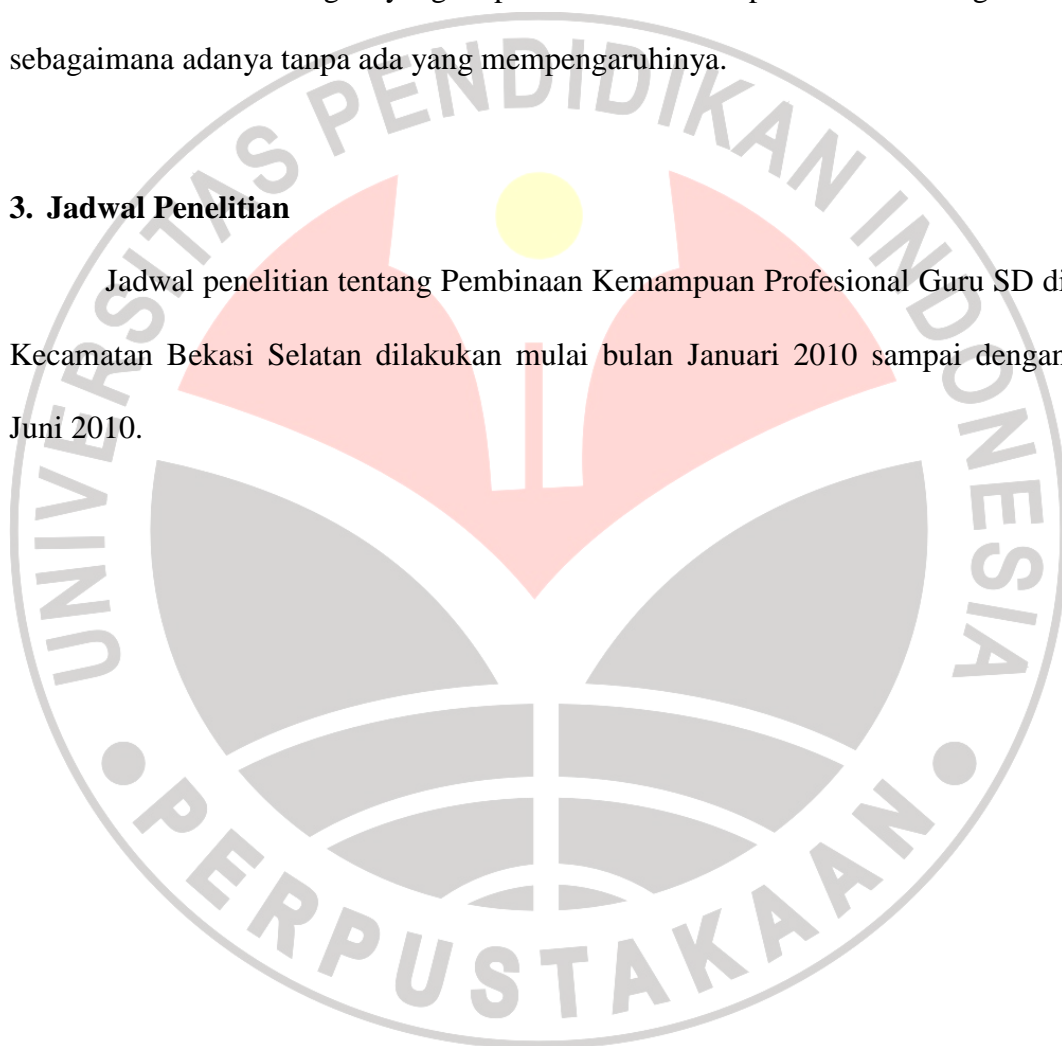 sebagaimana adanya tanpa ada yang mempengaruhinya.
3. Jadwal Penelitian
Jadwal penelitian tentang Pembinaan Kemampuan Profesional Guru SD di
Kecamatan Bekasi Selatan dilakukan mulai bulan Januari 2010 sampai dengan
Juni 2010.
UNIVERSITAS PENDIDIKAN INDONESIA
PERPUSTAKAAN